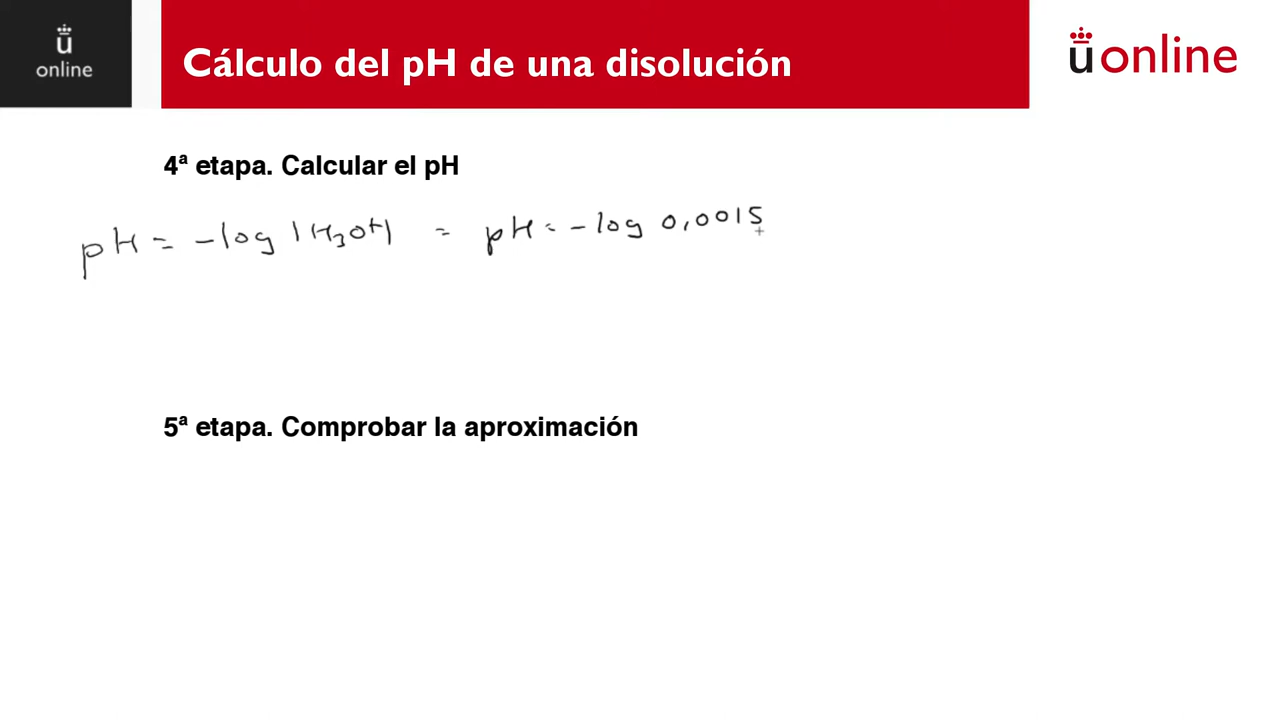 ü online
Cálculo del pH de una disolución
ü online
4ª etapa. Calcular el pH
pH = -log |H₃O⁺| = pH = -log 0,0015
5ª etapa. Comprobar la aproximación